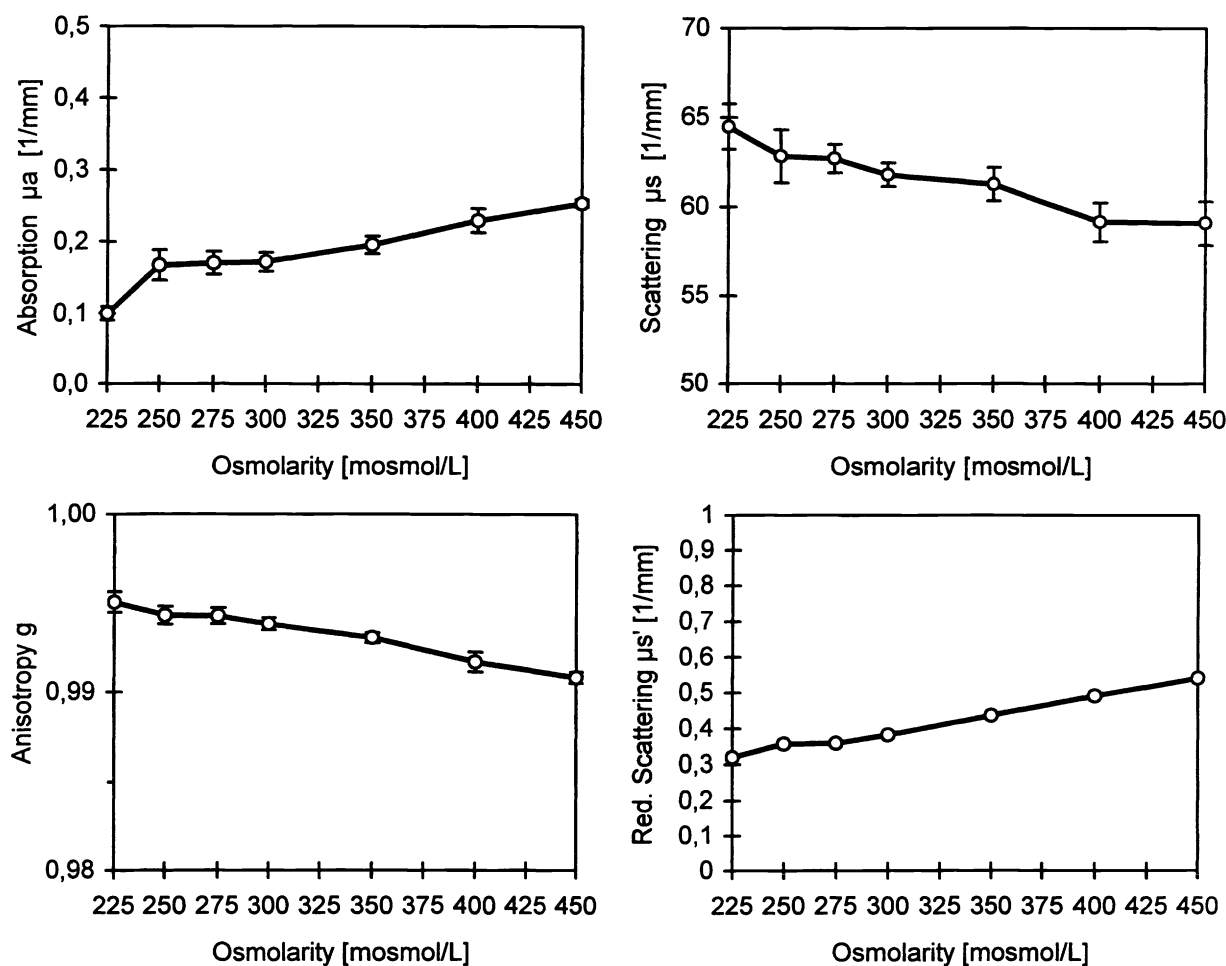 0,5
0,4
0,3
0,2
0,1
0,0
Absorption µa [1/mm]
225 250 275 300 325 350 375 400 425 450
Osmolarity [mosmol/L]
70
65
60
55
50
Scattering µs [1/mm]
225 250 275 300 325 350 375 400 425 450
Osmolarity [mosmol/L]
1,00
0,99
0,98
Anisotropy g
225 250 275 300 325 350 375 400 425 450
Osmolarity [mosmol/L]
1
0,9
0,8
0,7
0,6
0,5
0,4
0,3
0,2
0,1
0
Red. Scattering µs' [1/mm]
225 250 275 300 325 350 375 400 425 450
Osmolarity [mosmol/L]